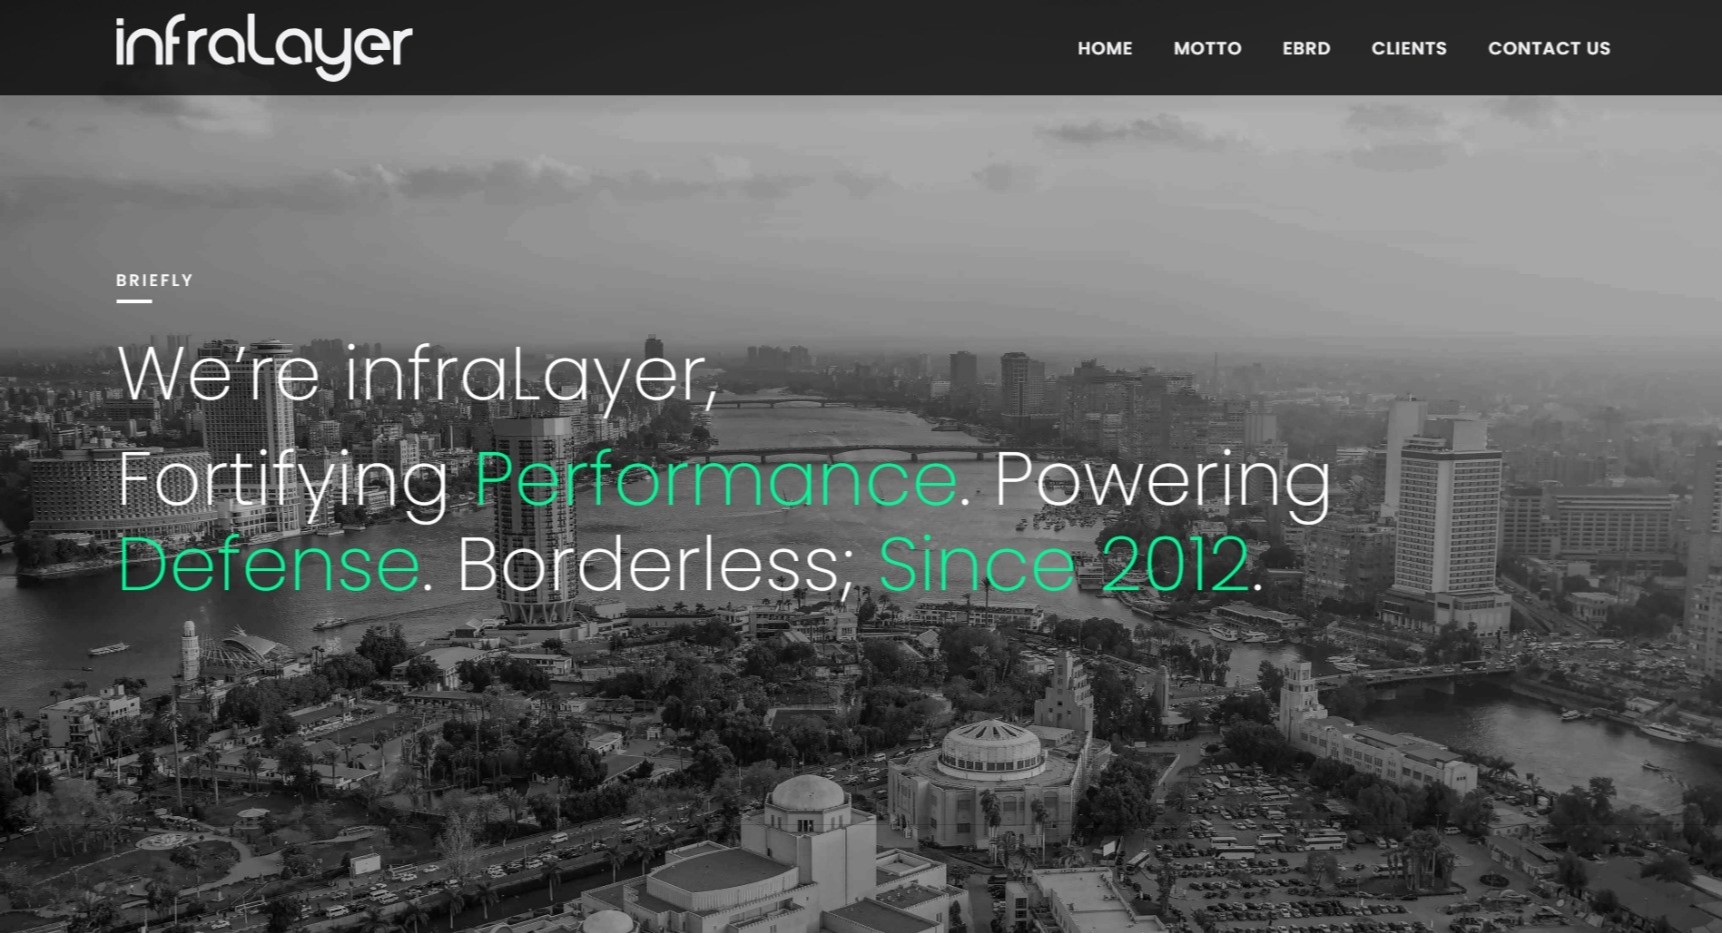 infraLayer
HOME MOTTO EBRD CLIENTS CONTACT US
BRIEFLY
We’re infraLayer,
Fortifying Performance. Powering
Defense. Borderless; Since 2012.